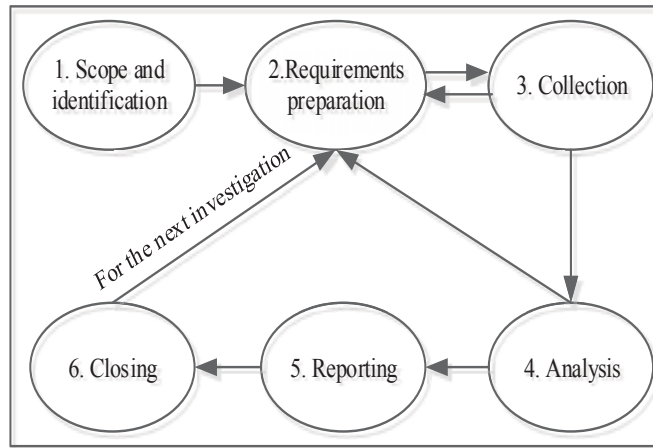 1. Scope and
identification
2.Requirements
preparation
3. Collection
For the next investigation
6. Closing
5. Reporting
4. Analysis